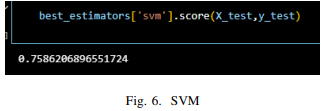 best_estimators['svm'].score(X_test,y_test)
0.7586206896551724
Fig. 6. SVM